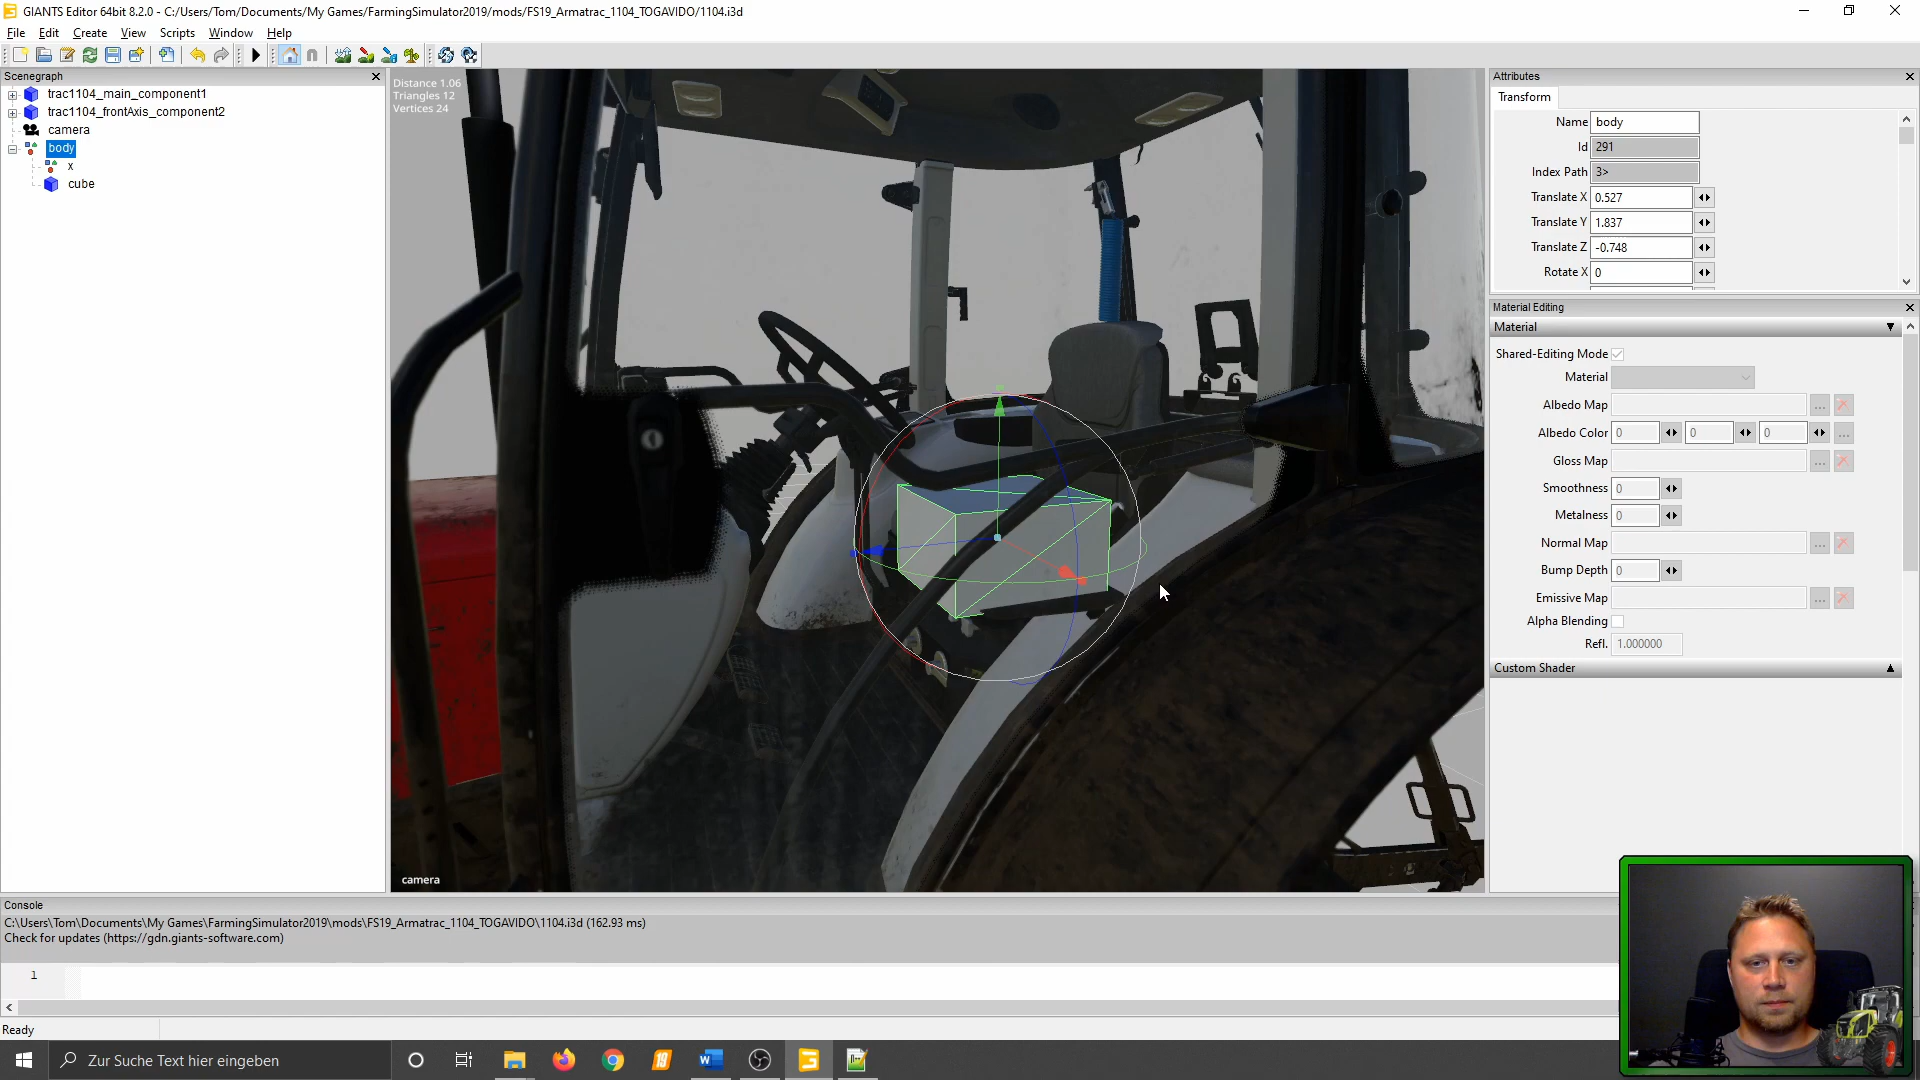 GIANTS Editor 64bit 8.2.0 - C:/Users/Tom/Documents/My Games/FarmingSimulator2019/mods/FS19_Armatrac_1104_TOGAVIDO/1104.i3d
File Edit Create View Scripts Window Help
Scenegraph
trac1104_main_component1
trac1104_frontAxis_component2
camera
body
x
cube
Distance 1.06
Triangles 12
Vertices 24
camera
Attributes
Transform
Name body
Id 291
Index Path 3>
Translate X 0.527
Translate Y 1.837
Translate Z -0.748
Rotate X 0
Material Editing
Material
Shared-Editing Mode
Material
Albedo Map ...
Albedo Color 0 0 0 ...
Gloss Map ...
Smoothness 0
Metalness 0
Normal Map ...
Bump Depth 0
Emissive Map ...
Alpha Blending
Refl. 1.000000
Custom Shader
Console
C:\Users\Tom\Documents\My Games\FarmingSimulator2019\mods\FS19_Armatrac_1104_TOGAVIDO\1104.i3d (162.93 ms)
Check for updates (https://gdn.giants-software.com)
1
Ready
Zur Suche Text hier eingeben
19